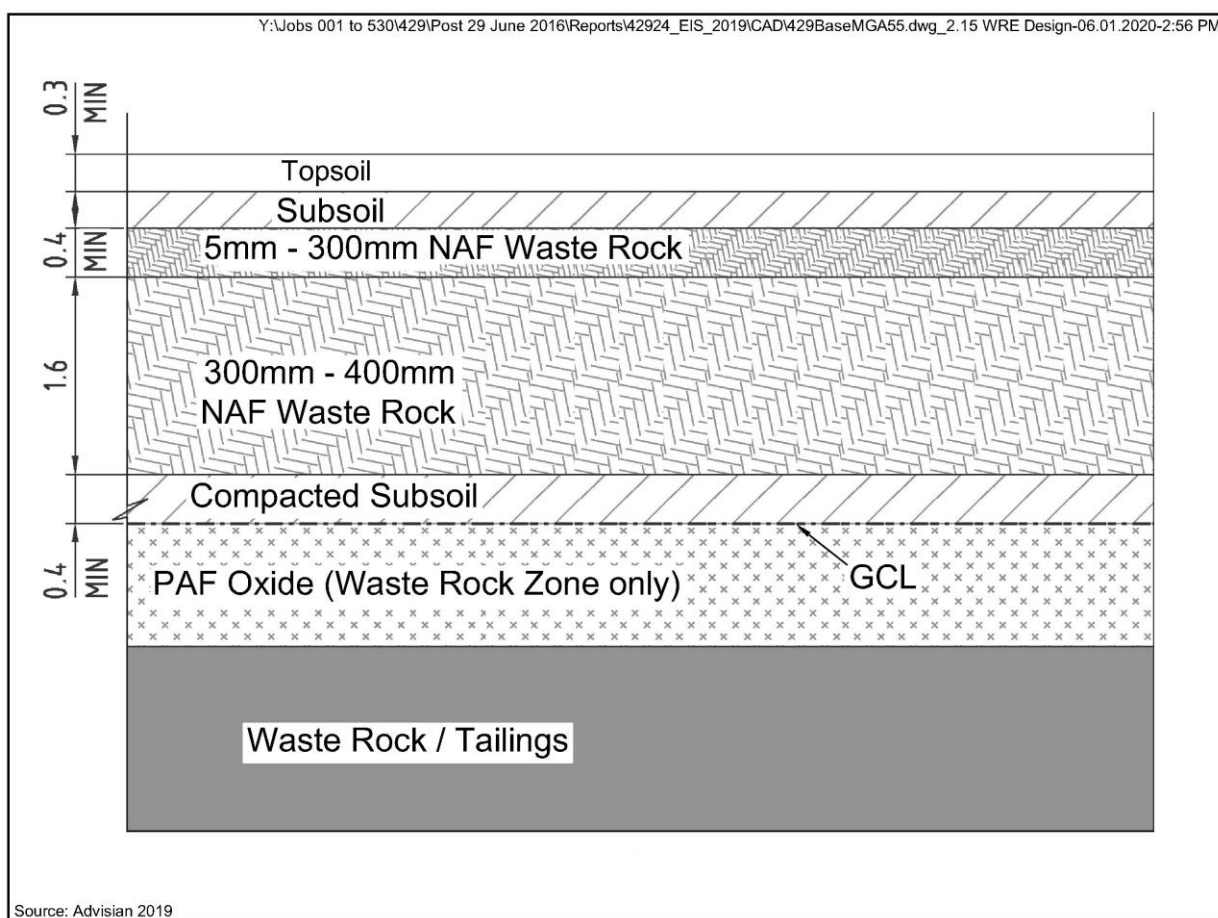 Y:\Jobs 001 to 530\429\Post 29 June 2016\Reports\42924_EIS_2019\CAD\429BaseMGA55.dwg_2.15 WRE Design-06.01.2020-2:56 PM
0.3
MIN
Topsoil
Subsoil
0.4
MIN
5mm - 300mm NAF Waste Rock
1.6
300mm - 400mm
NAF Waste Rock
Compacted Subsoil
0.4
MIN
PAF Oxide (Waste Rock Zone only)
GCL
Waste Rock / Tailings
Source: Advisian 2019